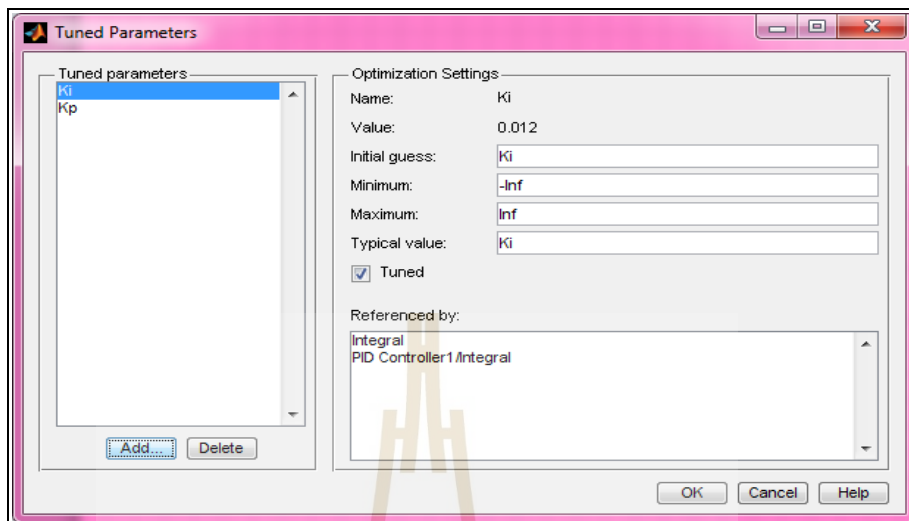 Tuned Parameters
Tuned parameters
Ki
Kp
Add...
Delete
Optimization Settings
Name: Ki
Value: 0.012
Initial guess: Ki
Minimum: -Inf
Maximum: Inf
Typical value: Ki
Tuned
Referenced by:
Integral
PID Controller1/Integral
OK
Cancel
Help